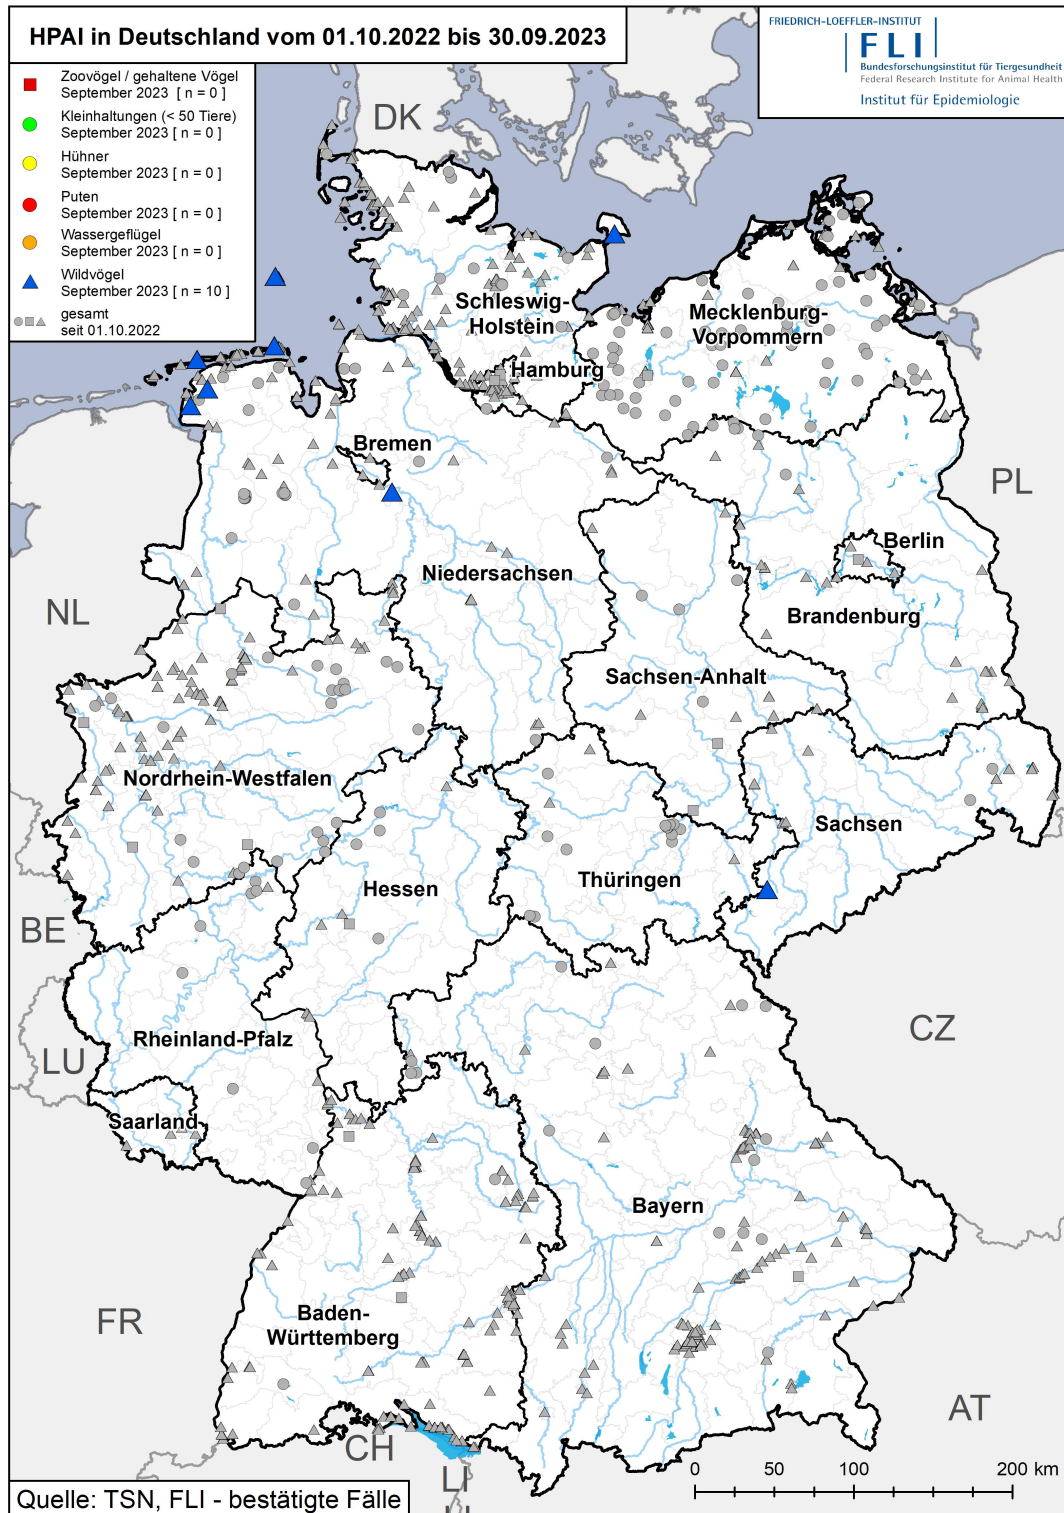 HPAI in Deutschland vom 01.10.2022 bis 30.09.2023
FRIEDRICH-LOEFFLER-INSTITUT
FLI
Bundesforschungsinstitut für Tiergesundheit
Federal Research Institute for Animal Health
Institut für Epidemiologie
Zoovögel / gehaltene Vögel
September 2023 [ n = 0 ]
Kleinhaltungen (< 50 Tiere)
September 2023 [ n = 0 ]
Hühner
September 2023 [ n = 0 ]
Puten
September 2023 [ n = 0 ]
Wassergeflügel
September 2023 [ n = 0 ]
Wildvögel
September 2023 [ n = 10 ]
gesamt
seit 01.10.2022
DK
Schleswig-
Holstein
Mecklenburg-
Vorpommern
Hamburg
Bremen
PL
Berlin
Niedersachsen
NL
Brandenburg
Sachsen-Anhalt
Nordrhein-Westfalen
Sachsen
Thüringen
Hessen
BE
CZ
Rheinland-Pfalz
LU
Saarland
Bayern
FR
Baden-
Württemberg
AT
CH
LI
0 50 100 200 km
Quelle: TSN, FLI - bestätigte Fälle